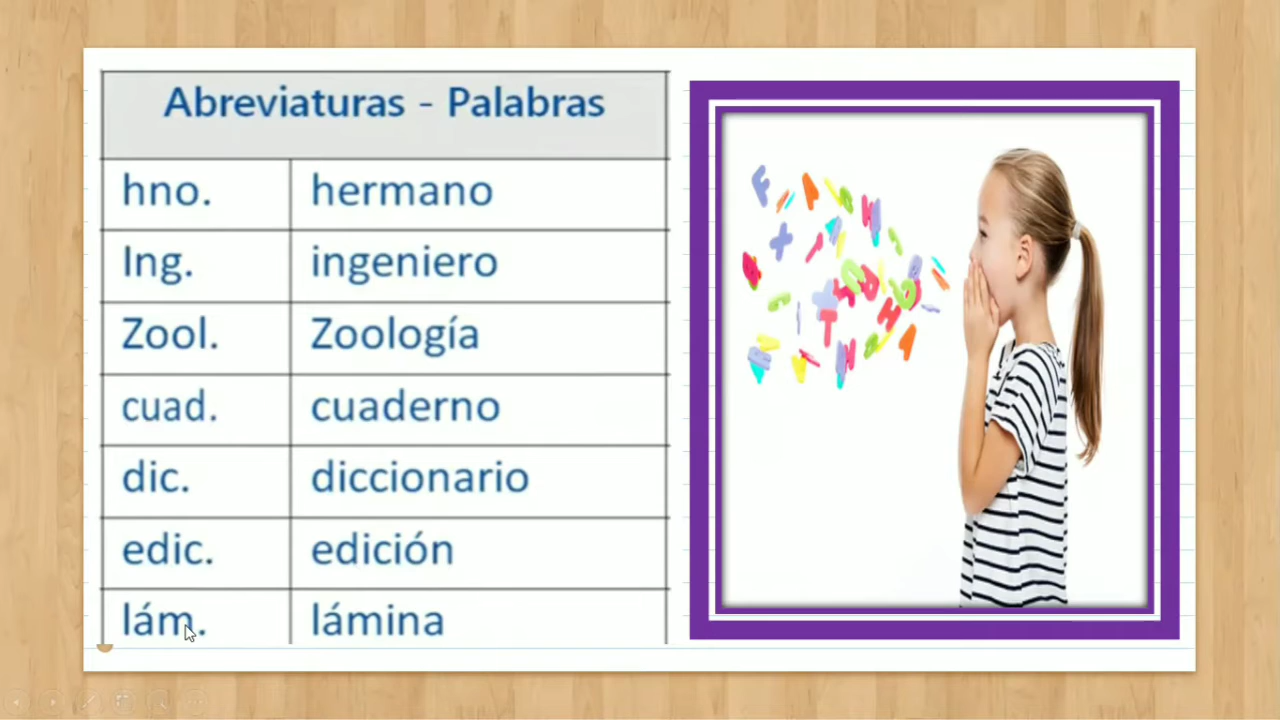 Abreviaturas - Palabras
hno. hermano
Ing. ingeniero
Zool. Zoología
cuad. cuaderno
dic. diccionario
edic. edición
lám. lámina